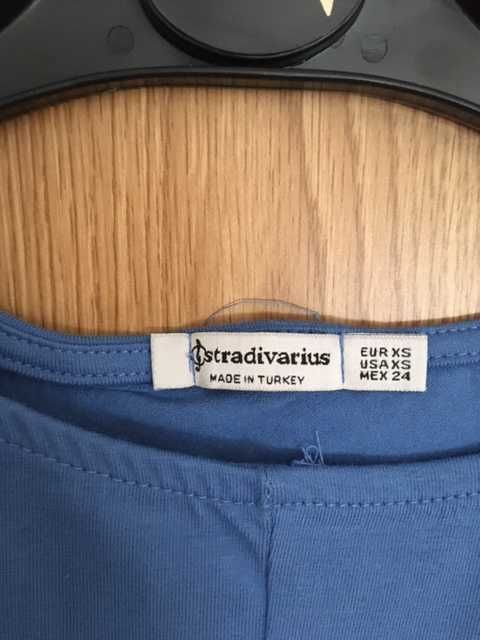 stradivarius
MADE IN TURKEY
EUR XS
USA XS
MEX 24